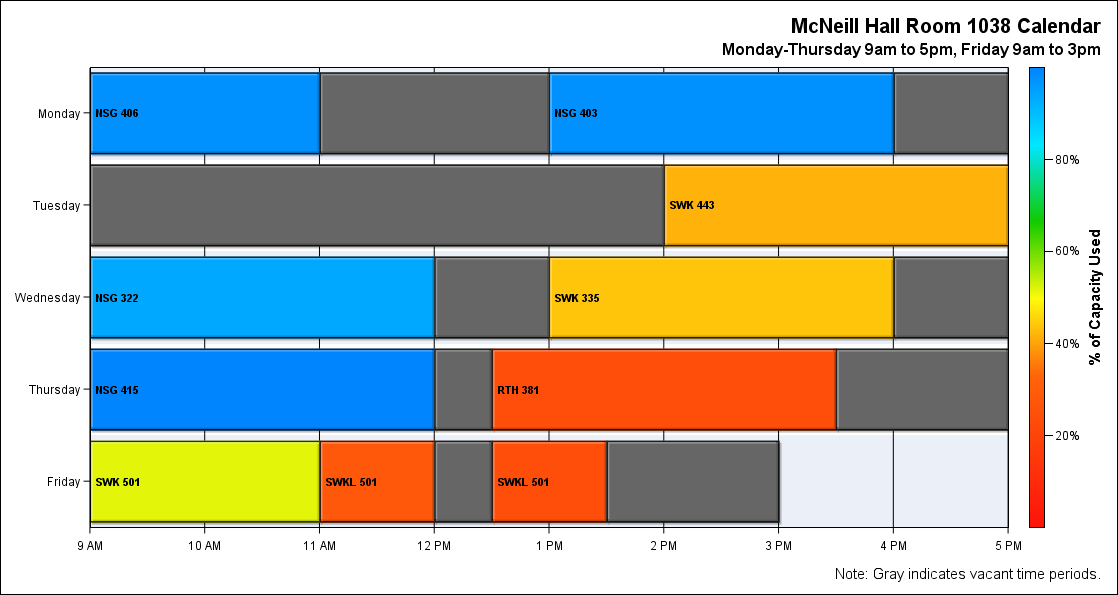 McNeill Hall Room 1038 Calendar
Monday-Thursday 9am to 5pm, Friday 9am to 3pm
Monday
NSG 406
NSG 403
Tuesday
SWK 443
Wednesday
NSG 322
SWK 335
Thursday
NSG 415
RTH 381
Friday
SWK 501
SWKL 501
SWKL 501
9 AM
10 AM
11 AM
12 PM
1 PM
2 PM
3 PM
4 PM
5 PM
80%
60%
40%
20%
% of Capacity Used
Note: Gray indicates vacant time periods.